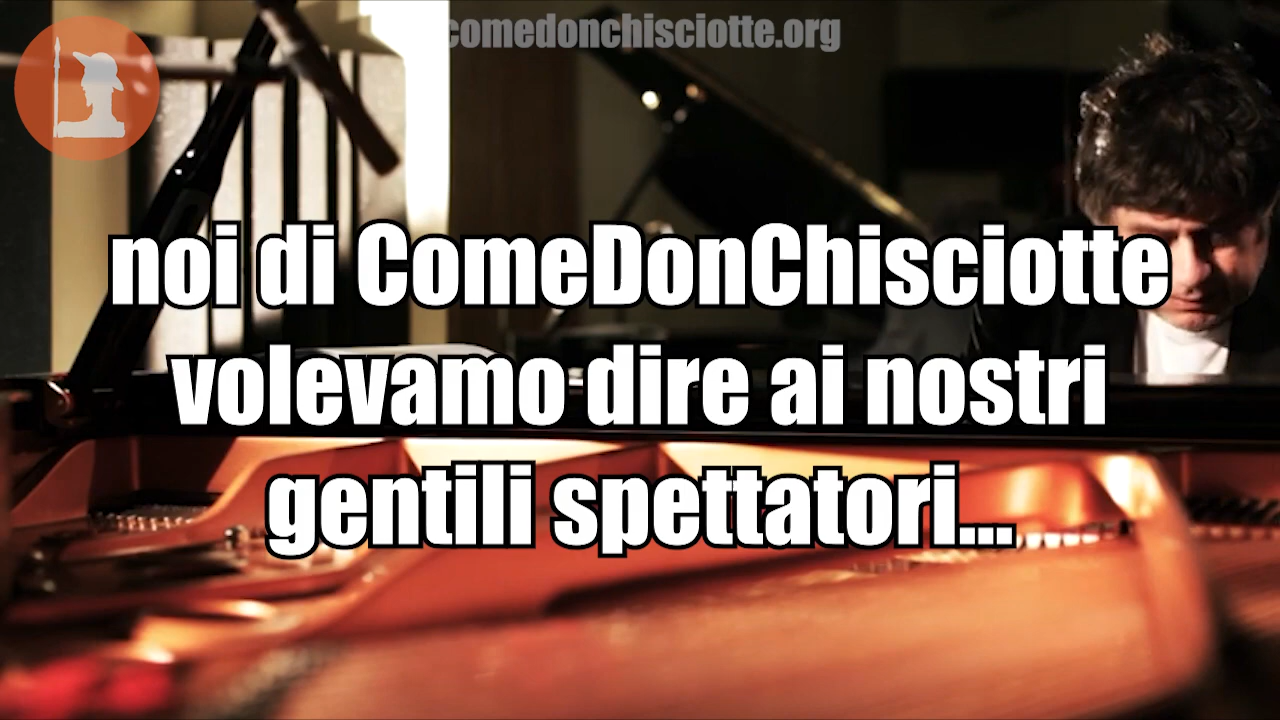 comedonchisciotte.org
noi di ComeDonChisciotte
volevamo dire ai nostri
gentili spettatori...